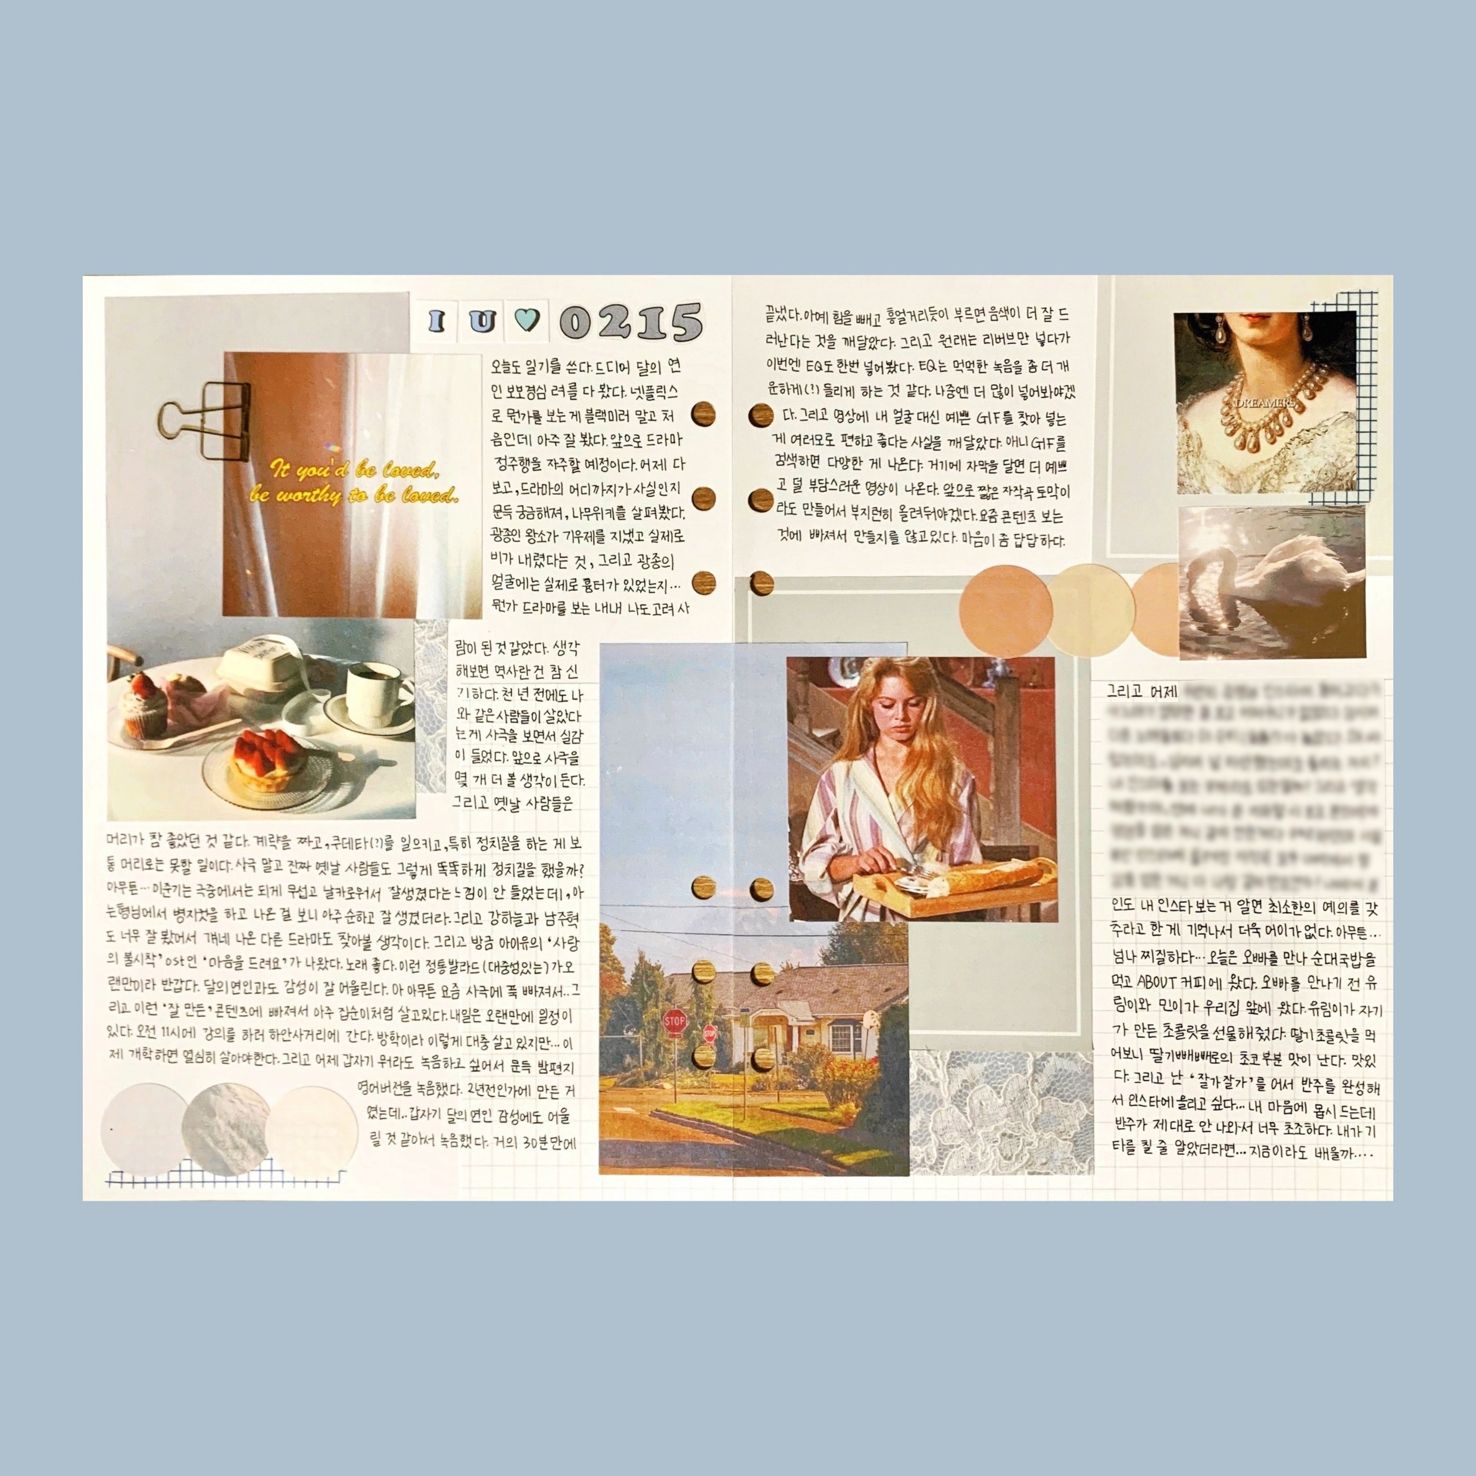 IU♥ 0215
If you'd be loved,
be worthy to be loved.
오늘도 일기를 쓴다. 드디어 달의 연
인 보보경심 려를 다 봤다. 넷플릭스
로 뭔가를 보는 게 블랙미러 말고 처
음인데 아주 잘 봤다. 앞으로 드라마
정주행을 자주할 예정이다. 어제 다
보고, 드라마의 어디까지가 사실인지
문득 궁금해져, 나무위키를 살펴봤다.
광종인 왕소가 기우제를 지냈고 실제로
비가 내렸다는 것, 그리고 광종의
얼굴에는 실제로 흉터가 있었는지…
뭔가 드라마를 보는 내내 나도 고려 사
람이 된 것 같았다. 생각
해보면 역사란 건 참 신
기하다. 천 년 전에도 나
와 같은 사람들이 살았다
는 게 사극을 보면서 실감
이 들었다. 앞으로 사극을
몇 개 더 볼 생각이 든다.
그리고 옛날 사람들은
머리가 참 좋았던 것 같다. 계략을 짜고, 쿠데타(?)를 일으키고, 특히 정치질을 하는 게 보
통 머리로는 못할 일이다. 사극 말고 진짜 옛날 사람들도 그렇게 똑똑하게 정치질을 했을까?
아무튼… 이준기는 극중에서는 되게 무섭고 날카로워서 잘생겼다는 느낌이 안 들었는데, 아
는형님에서 병지컷을 하고 나온 걸 보니 아주 순하고 잘 생겼더라. 그리고 강하늘과 남주혁
도 너무 잘 봤어서 걔네 나온 다른 드라마도 찾아볼 생각이다. 그리고 방금 아이유의 '사랑
의 불시착' ost인 '마음을 드려요'가 나왔다. 노래 좋다. 이런 정통발라드(대중성있는)가 오
랜만이라 반갑다. 달의 연인과도 감성이 잘 어울린다. 아 아무튼 요즘 사극에 푹 빠져서.. 그
리고 이런 '잘 만든' 콘텐츠에 빠져서 아주 집순이처럼 살고있다. 내일은 오랜만에 일정이
있다. 오전 11시에 강의를 하러 하안사거리에 간다. 방학이라 이렇게 대충 살고 있지만… 이
제 개학하면 열심히 살아야한다. 그리고 어제 갑자기 뭐라도 녹음하고 싶어서 문득 밤편지
영어버전을 녹음했다. 2년전인가에 만든 거
였는데.. 갑자기 달의 연인 감성에도 어울
릴 것 같아서 녹음했다. 거의 30분만에
끝냈다. 아예 힘을 빼고 흥얼거리듯이 부르면 음색이 더 잘 드
러난다는 것을 깨달았다. 그리고 원래는 리버브만 넣다가
이번엔 EQ도 한번 넣어봤다. EQ는 먹먹한 녹음을 좀 더 개
운하게(!) 들리게 하는 것 같다. 나중엔 더 많이 넣어봐야겠
다. 그리고 영상에 내 얼굴 대신 예쁜 GIF를 찾아 넣는
게 여러모로 편하고 좋다는 사실을 깨달았다. 애니 GIF를
검색하면 다양한 게 나온다. 거기에 자막을 달면 더 예쁘
고 덜 부담스러운 영상이 나온다. 앞으로 짧은 자작곡 토막이
라도 만들어서 부지런히 올려둬야겠다. 요즘 콘텐츠 보는
것에 빠져서 만들지를 않고있다. 마음이 좀 답답하다.
DREAMERS
STOP
STOP
그리고 어제
인도 내 인스타 보는 거 알면 최소한의 예의를 갖
추라고 한 게 기억나서 더욱 어이가 없다. 아무튼…
넘나 찌질하다… 오늘은 오빠를 만나 순대국밥을
먹고 ABOUT 커피에 왔다. 오빠를 만나기 전 유
림이와 민이가 우리집 앞에 왔다. 유림이가 자기
가 만든 초콜릿을 선물해줬다. 딸기초콜릿을 먹
어보니 딸기빼빼로의 초코부분 맛이 난다. 맛있
다. 그리고 난 '잘가잘가'를 어서 반주를 완성해
서 인스타에 올리고 싶다… 내 마음에 몹시 드는데
반주가 제대로 안 나와서 너무 초조하다. 내가 기
타를 칠 줄 알았더라면… 지금이라도 배울까….